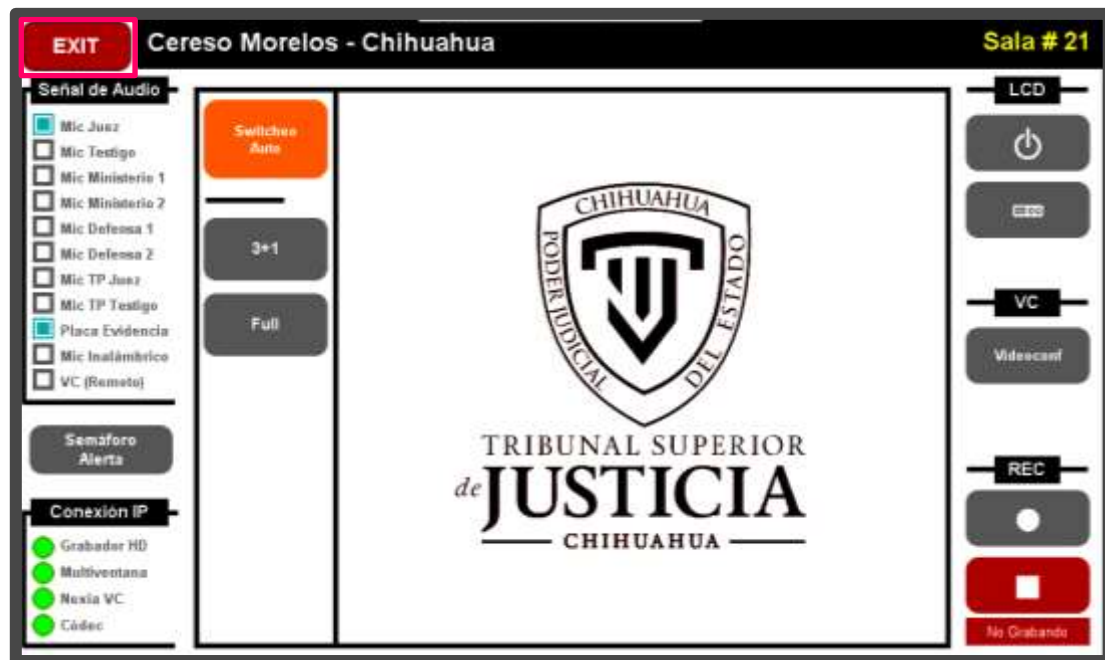 EXIT
Cereso Morelos - Chihuahua
Sala # 21
Señal de Audio
Mic Juez
Mic Testigo
Mic Ministerio 1
Mic Ministerio 2
Mic Defensa 1
Mic Defensa 2
Mic TP Juez
Mic TP Testigo
Placa Evidencia
Mic Inalámbrico
VC (Remoto)
Semáforo
Alerta
Conexión IP
Grabador HD
Multiventana
Nexia VC
Códec
Switcheo
Auto
3+1
Full
CHIHUAHUA
PODER JUDICIAL
DEL ESTADO
TRIBUNAL SUPERIOR
de JUSTICIA
CHIHUAHUA
LCD
VC
Videoconf
REC
No Grabando